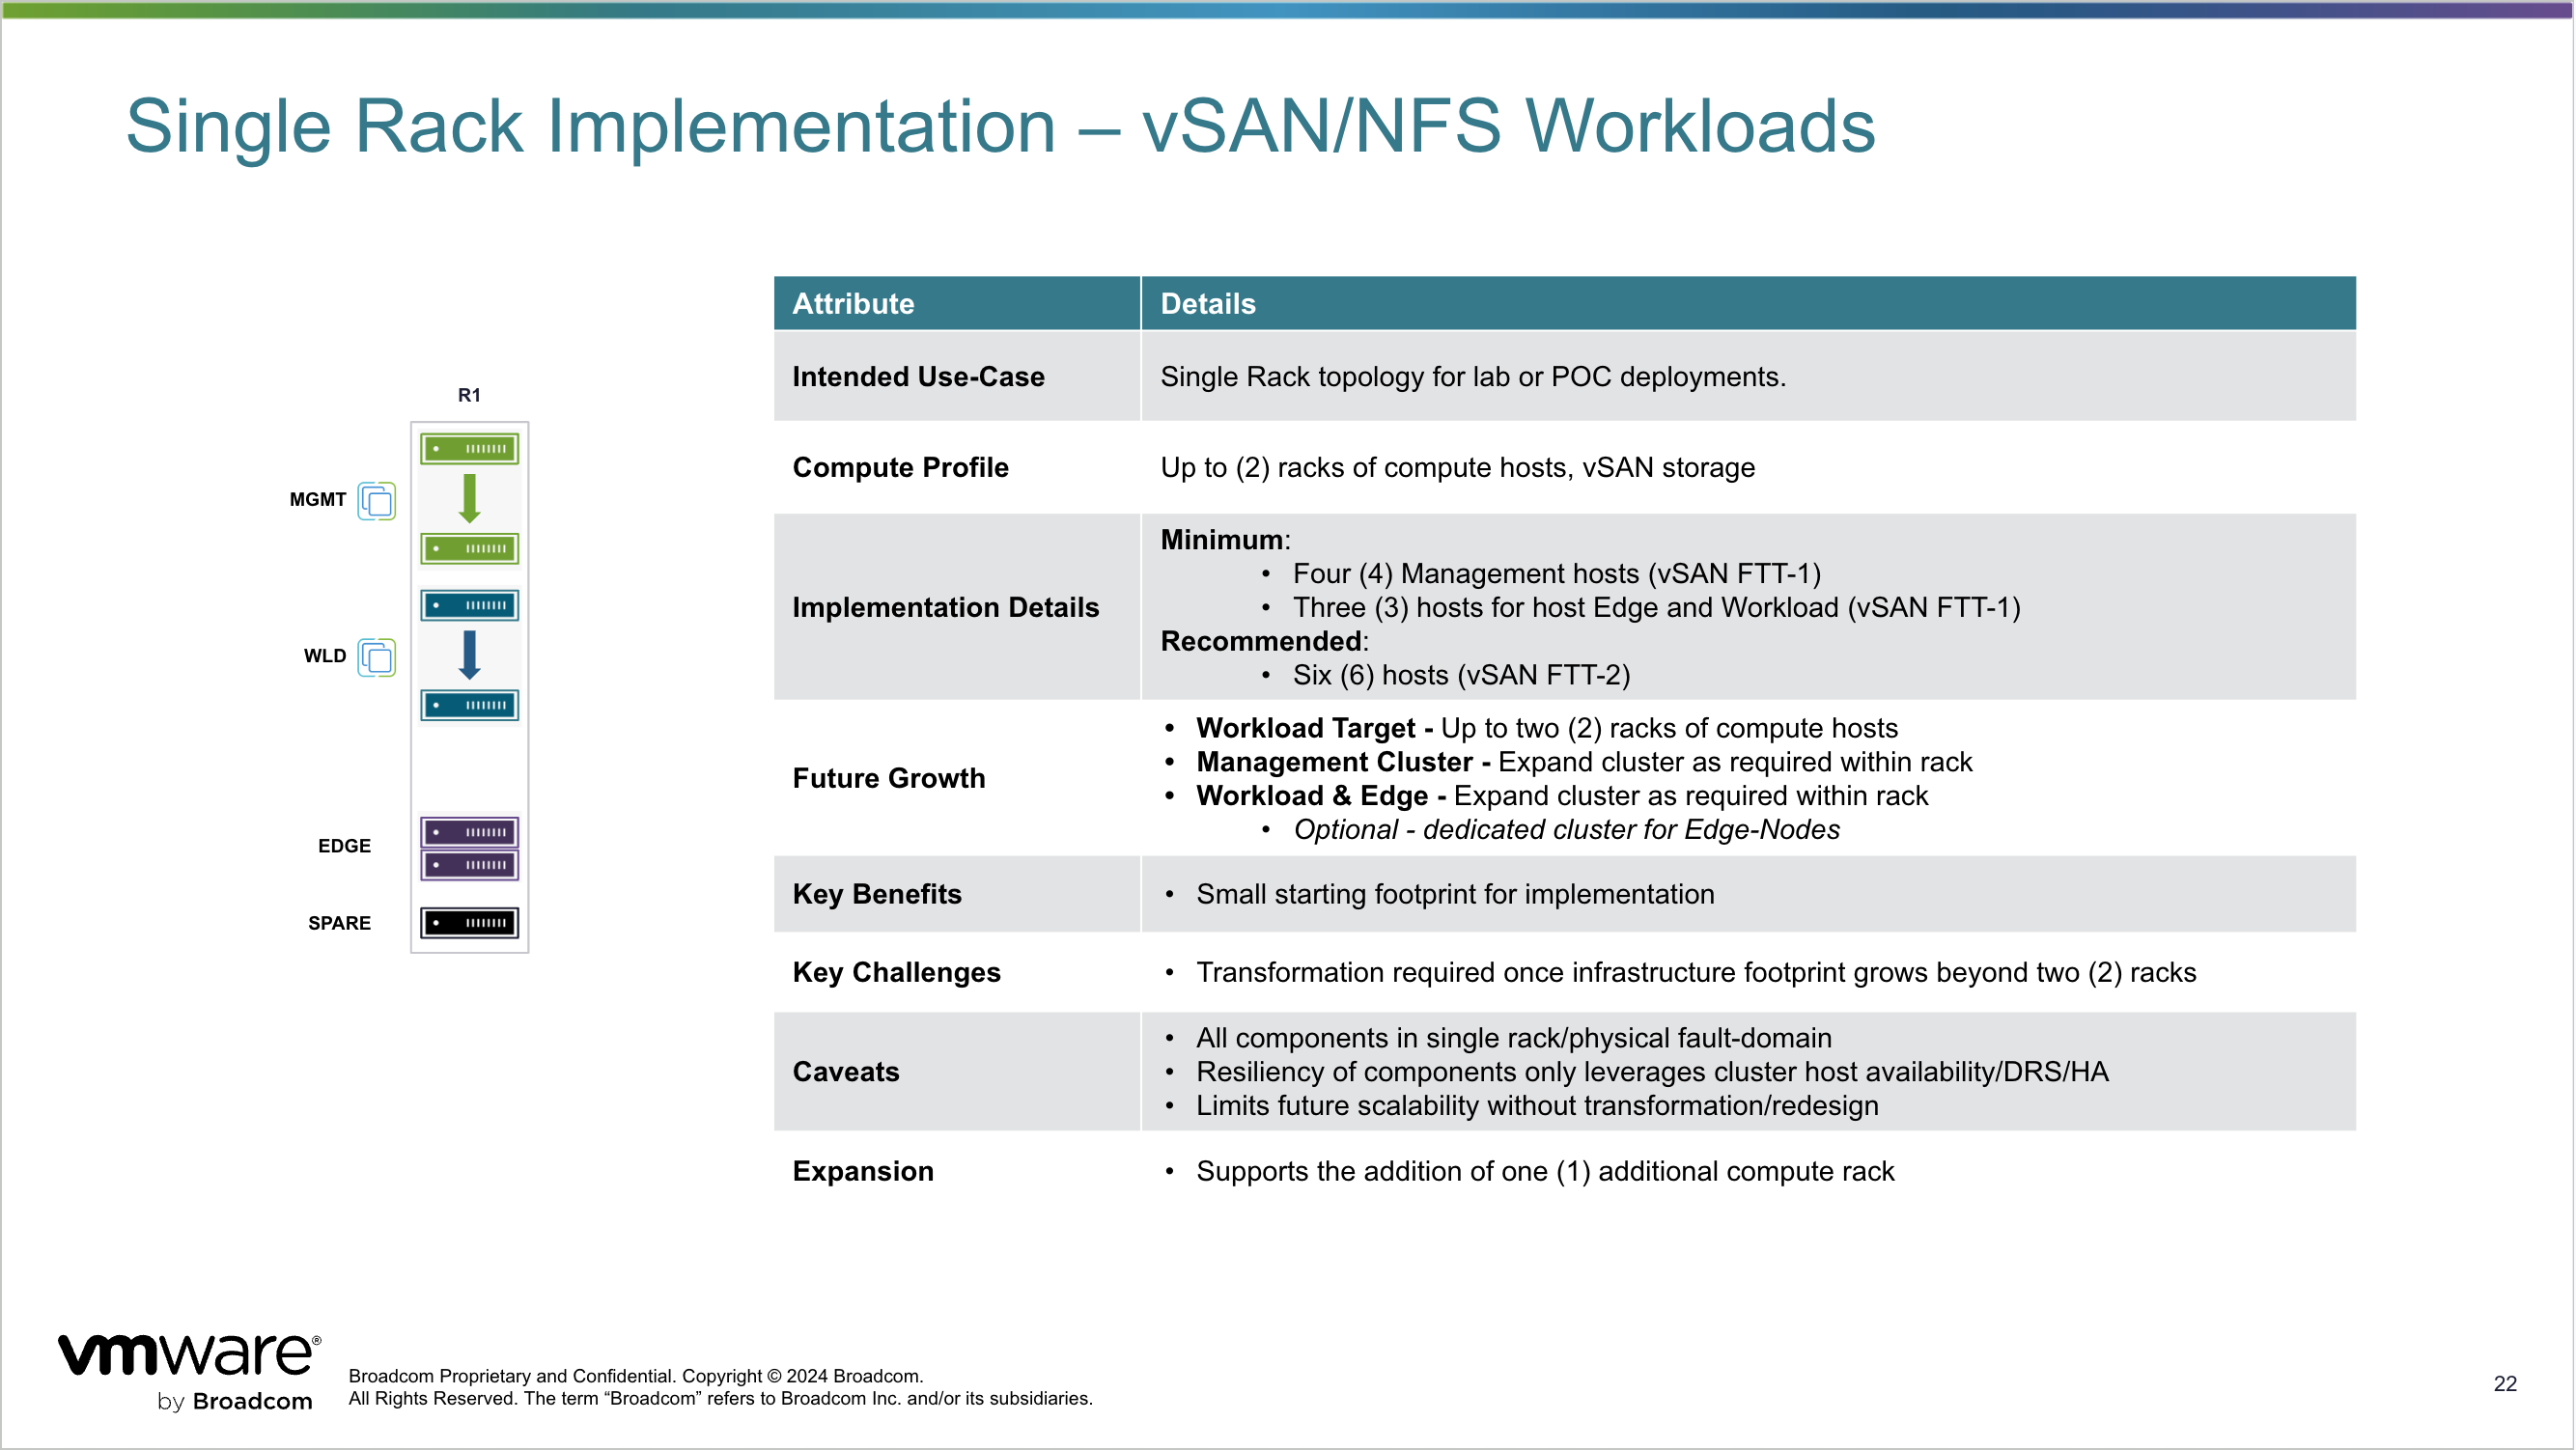 Single Rack Implementation – vSAN/NFS Workloads
R1
MGMT
WLD
EDGE
SPARE
Attribute
Details
Intended Use-Case
Single Rack topology for lab or POC deployments.
Compute Profile
Up to (2) racks of compute hosts, vSAN storage
Implementation Details
Minimum:
• Four (4) Management hosts (vSAN FTT-1)
• Three (3) hosts for host Edge and Workload (vSAN FTT-1)
Recommended:
• Six (6) hosts (vSAN FTT-2)
Future Growth
• Workload Target - Up to two (2) racks of compute hosts
• Management Cluster - Expand cluster as required within rack
• Workload & Edge - Expand cluster as required within rack
• Optional - dedicated cluster for Edge-Nodes
Key Benefits
• Small starting footprint for implementation
Key Challenges
• Transformation required once infrastructure footprint grows beyond two (2) racks
Caveats
• All components in single rack/physical fault-domain
• Resiliency of components only leverages cluster host availability/DRS/HA
• Limits future scalability without transformation/redesign
Expansion
• Supports the addition of one (1) additional compute rack
vmware®
by Broadcom
Broadcom Proprietary and Confidential. Copyright © 2024 Broadcom.
All Rights Reserved. The term “Broadcom” refers to Broadcom Inc. and/or its subsidiaries.
22